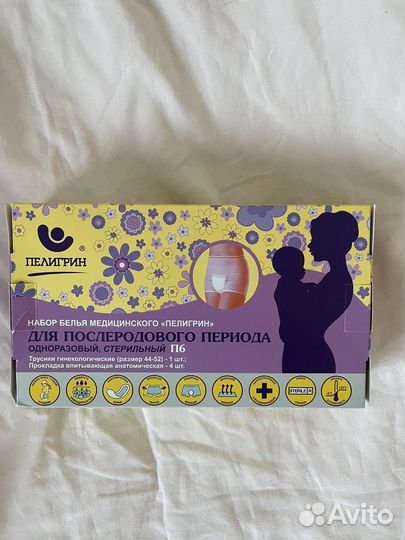 ПЕЛИГРИН ®
НАБОР БЕЛЬЯ МЕДИЦИНСКОГО «ПЕЛИГРИН»
ДЛЯ ПОСЛЕРОДОВОГО ПЕРИОДА
ОДНОРАЗОВЫЙ, СТЕРИЛЬНЫЙ П6
Трусики гинекологические (размер 44-52) - 1 шт.;
Прокладка впитывающая анатомическая - 4 шт.
STERILE
Avito